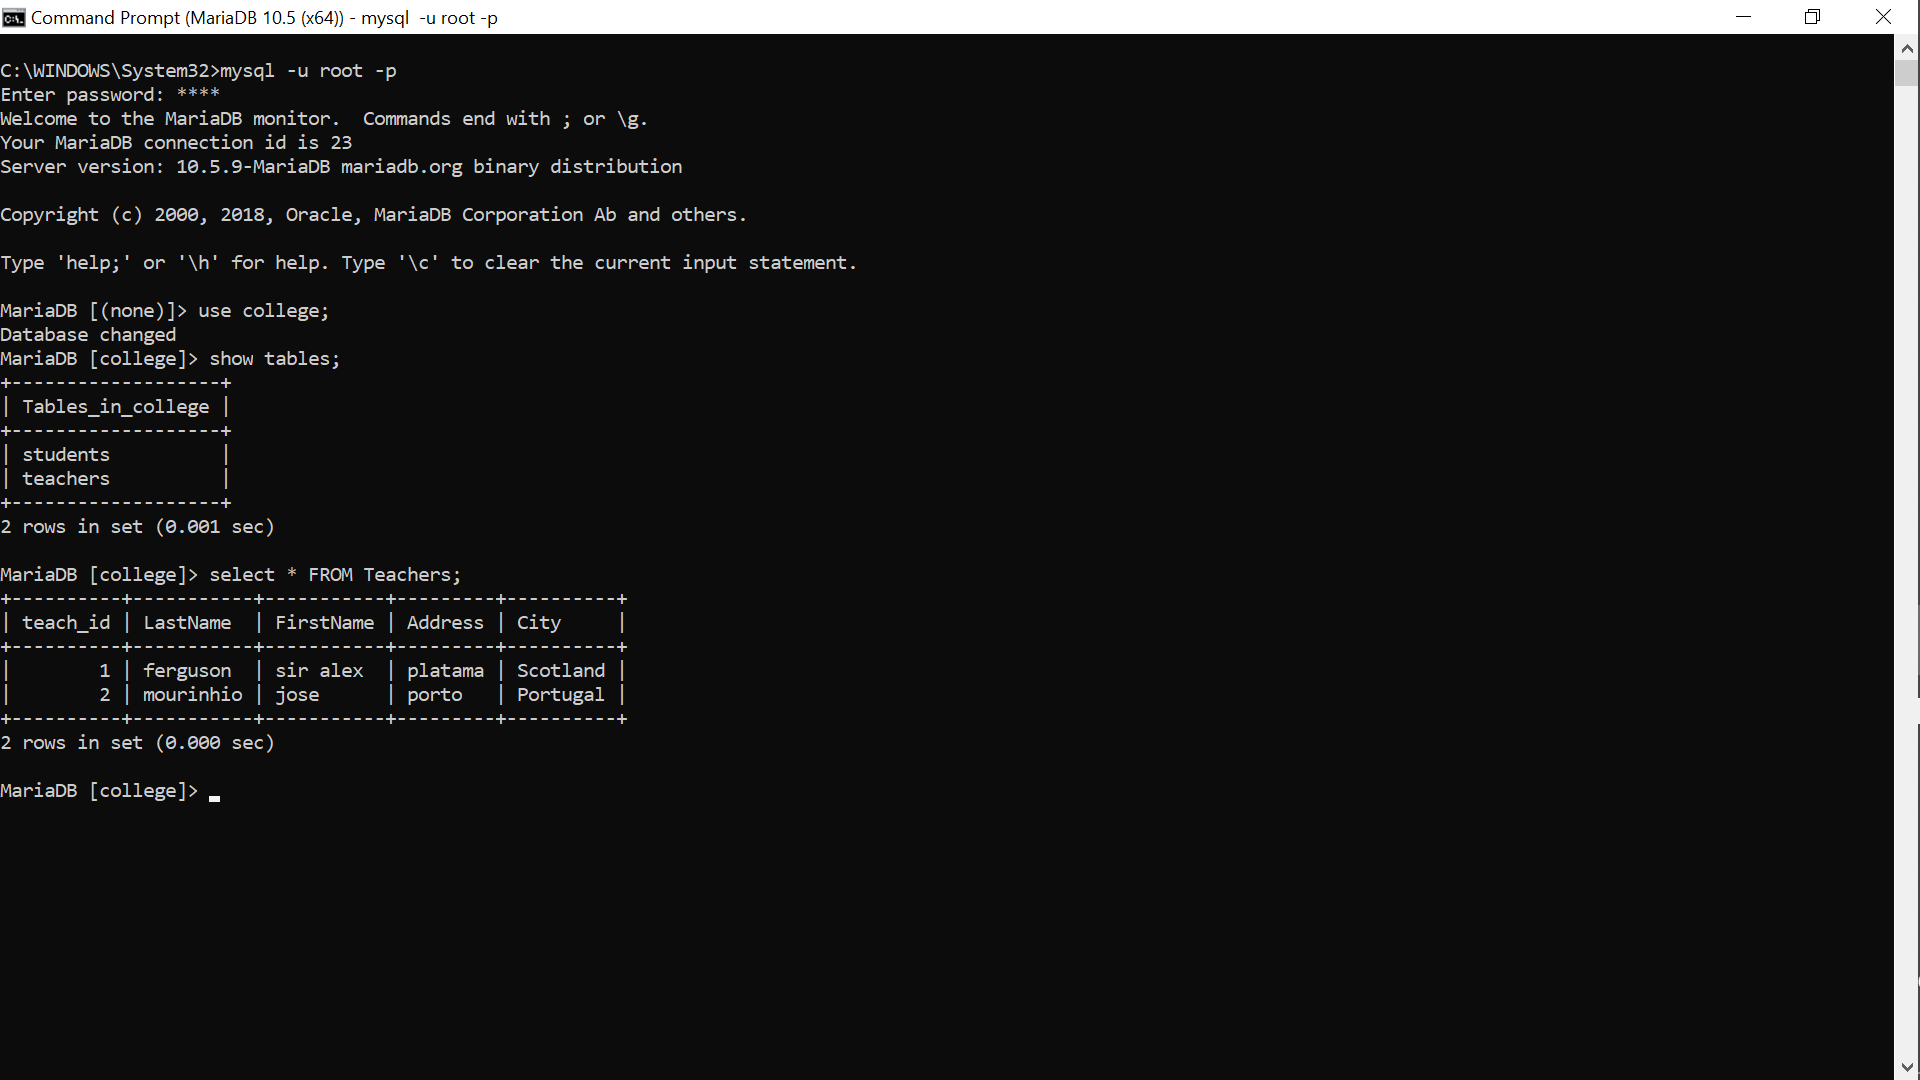 Command Prompt (MariaDB 10.5 (x64)) - mysql  -u root -p
C:\WINDOWS\System32>mysql -u root -p
Enter password: ****
Welcome to the MariaDB monitor.  Commands end with ; or \g.
Your MariaDB connection id is 23
Server version: 10.5.9-MariaDB mariadb.org binary distribution

Copyright (c) 2000, 2018, Oracle, MariaDB Corporation Ab and others.

Type 'help;' or '\h' for help. Type '\c' to clear the current input statement.

MariaDB [(none)]> use college;
Database changed
MariaDB [college]> show tables;
+-------------------+
| Tables_in_college |
+-------------------+
| students          |
| teachers          |
+-------------------+
2 rows in set (0.001 sec)

MariaDB [college]> select * FROM Teachers;
+----------+-----------+-----------+---------+----------+
| teach_id | LastName  | FirstName | Address | City     |
+----------+-----------+-----------+---------+----------+
|        1 | ferguson  | sir alex  | platama | Scotland |
|        2 | mourinhio | jose      | porto   | Portugal |
+----------+-----------+-----------+---------+----------+
2 rows in set (0.000 sec)

MariaDB [college]> _